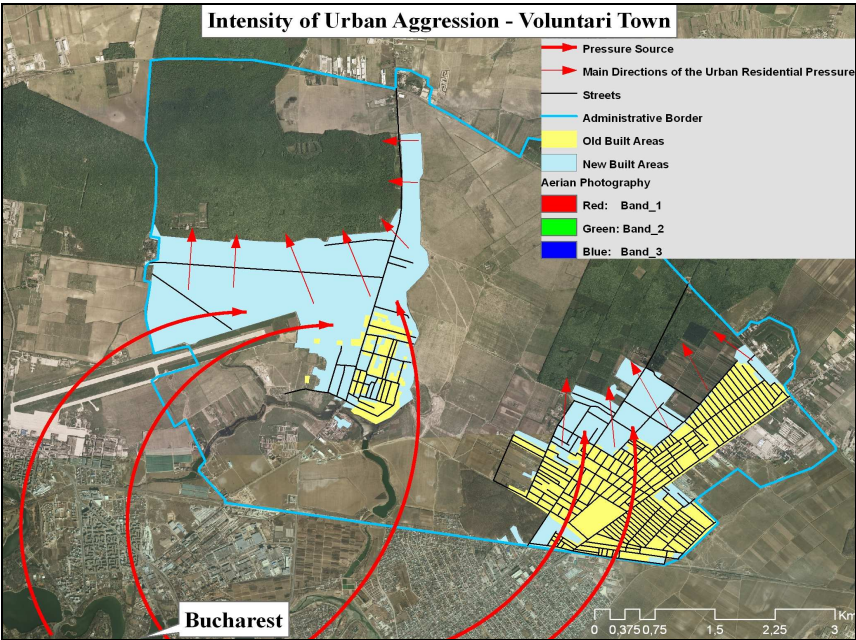 Intensity of Urban Aggression - Voluntari Town
Pressure Source
Main Directions of the Urban Residential Pressure
Streets
Administrative Border
Old Built Areas
New Built Areas
Aerian Photography
Red: Band_1
Green: Band_2
Blue: Band_3
Bucharest
Km
0 0,375 0,75 1,5 2,25 3